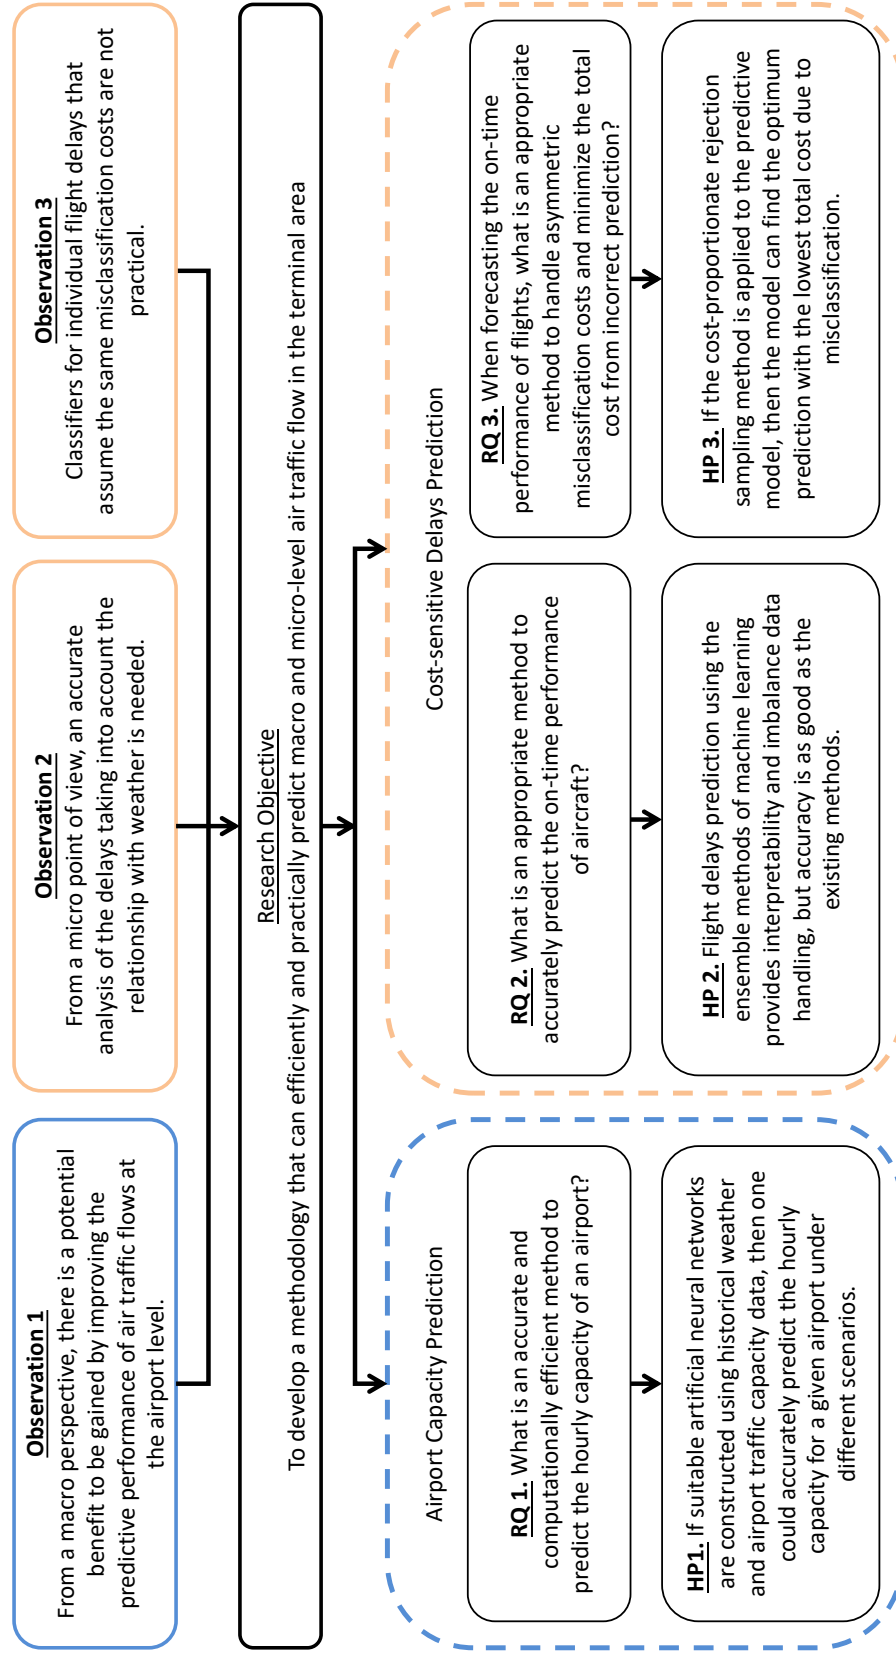 Observation 1
From a macro perspective, there is a potential
benefit to be gained by improving the
predictive performance of air traffic flows at
the airport level.
Observation 2
From a micro point of view, an accurate
analysis of the delays taking into account the
relationship with weather is needed.
Observation 3
Classifiers for individual flight delays that
assume the same misclassification costs are not
practical.
Research Objective
To develop a methodology that can efficiently and practically predict macro and micro-level air traffic flow in the terminal area
Airport Capacity Prediction
RQ 1. What is an accurate and
computationally efficient method to
predict the hourly capacity of an airport?
HP1. If suitable artificial neural networks
are constructed using historical weather
and airport traffic capacity data, then one
could accurately predict the hourly
capacity for a given airport under
different scenarios.
Cost-sensitive Delays Prediction
RQ 2. What is an appropriate method to
accurately predict the on-time performance
of aircraft?
HP 2. Flight delays prediction using the
ensemble methods of machine learning
provides interpretability and imbalance data
handling, but accuracy is as good as the
existing methods.
RQ 3. When forecasting the on-time
performance of flights, what is an appropriate
method to handle asymmetric
misclassification costs and minimize the total
cost from incorrect prediction?
HP 3. If the cost-proportionate rejection
sampling method is applied to the predictive
model, then the model can find the optimum
prediction with the lowest total cost due to
misclassification.